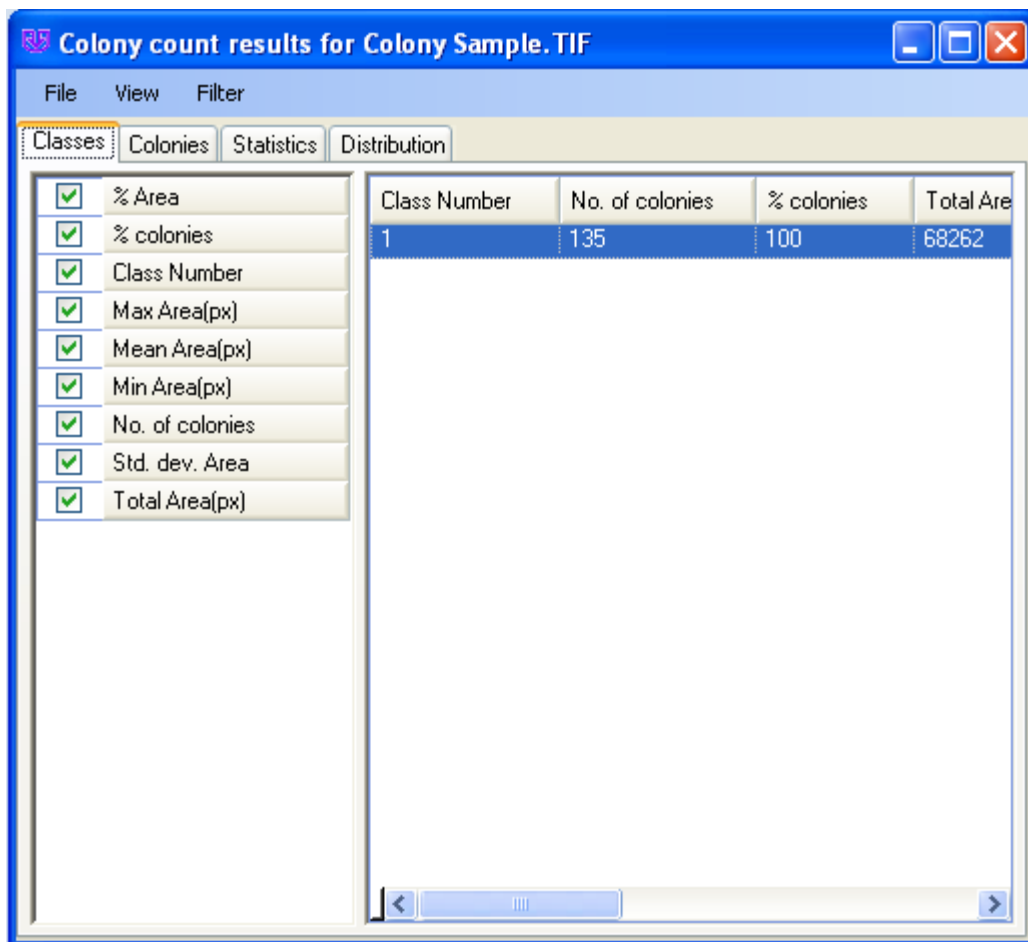 Colony count results for Colony Sample.TIF
File View Filter
Classes Colonies Statistics Distribution
% Area
% colonies
Class Number
Max Area(px)
Mean Area(px)
Min Area(px)
No. of colonies
Std. dev. Area
Total Area(px)
Class Number No. of colonies % colonies Total Are
1 135 100 68262